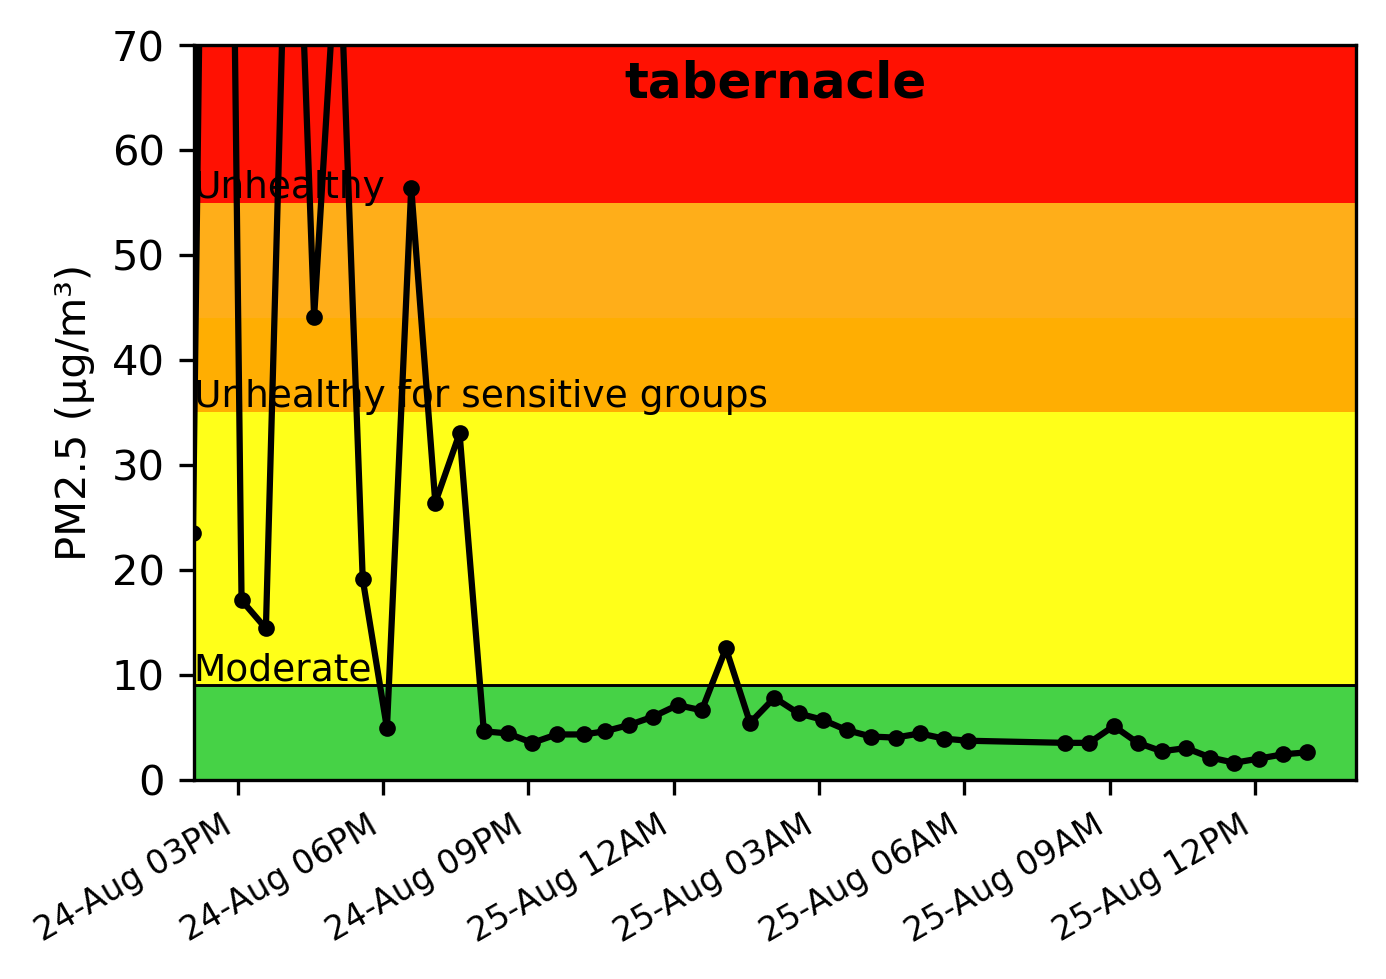 tabernacle
PM2.5 (µg/m³)
70
60
50
40
30
20
10
0
Unhealthy
Unhealthy for sensitive groups
Moderate
24-Aug 03PM
24-Aug 06PM
24-Aug 09PM
25-Aug 12AM
25-Aug 03AM
25-Aug 06AM
25-Aug 09AM
25-Aug 12PM